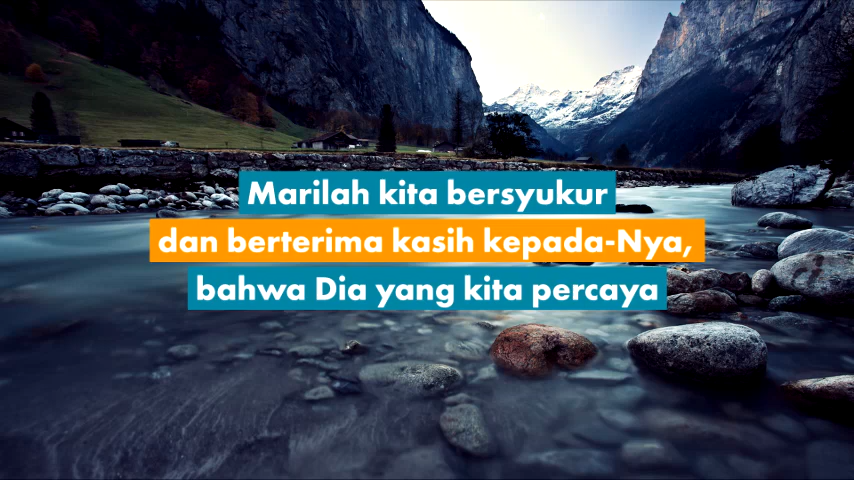 Marilah kita bersyukur
dan berterima kasih kepada-Nya,
bahwa Dia yang kita percaya